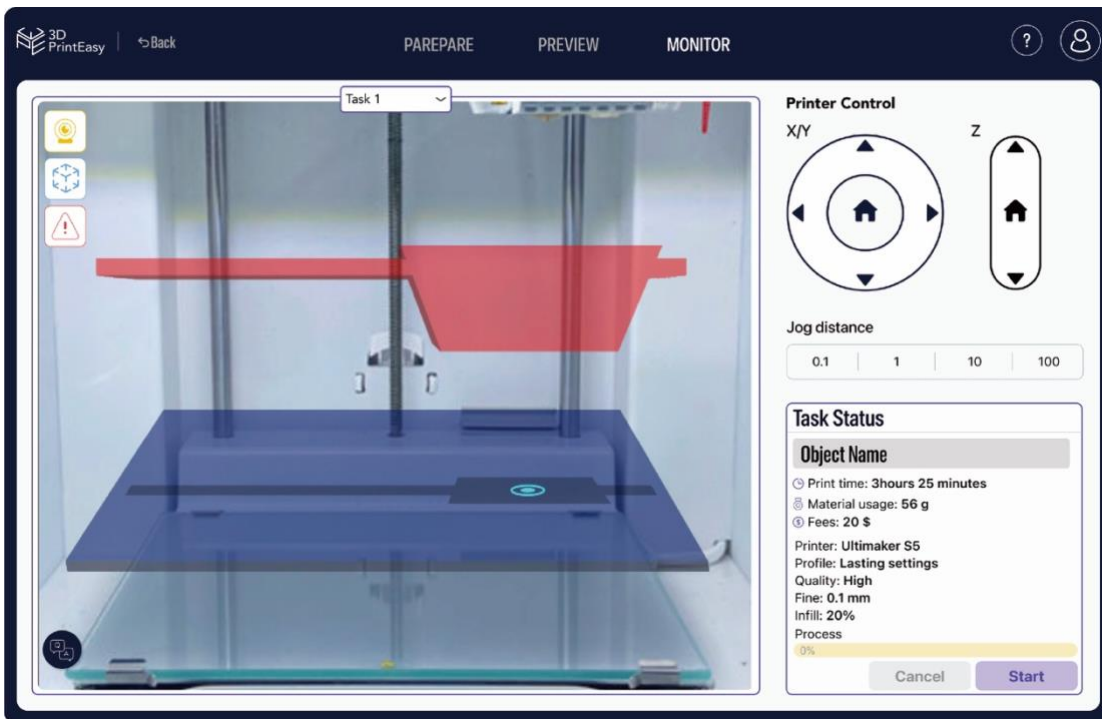 3D
PrintEasy
Back
PAREPARE
PREVIEW
MONITOR
?
Task 1
Printer Control
X/Y
Z
Jog distance
0.1 1 10 100
Task Status
Object Name
Print time: 3hours 25 minutes
Material usage: 56 g
Fees: 20 $
Printer: Ultimaker S5
Profile: Lasting settings
Quality: High
Fine: 0.1 mm
Infill: 20%
Process
0%
Cancel
Start